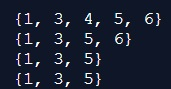 {1, 3, 4, 5, 6}
{1, 3, 5, 6}
{1, 3, 5}
{1, 3, 5}